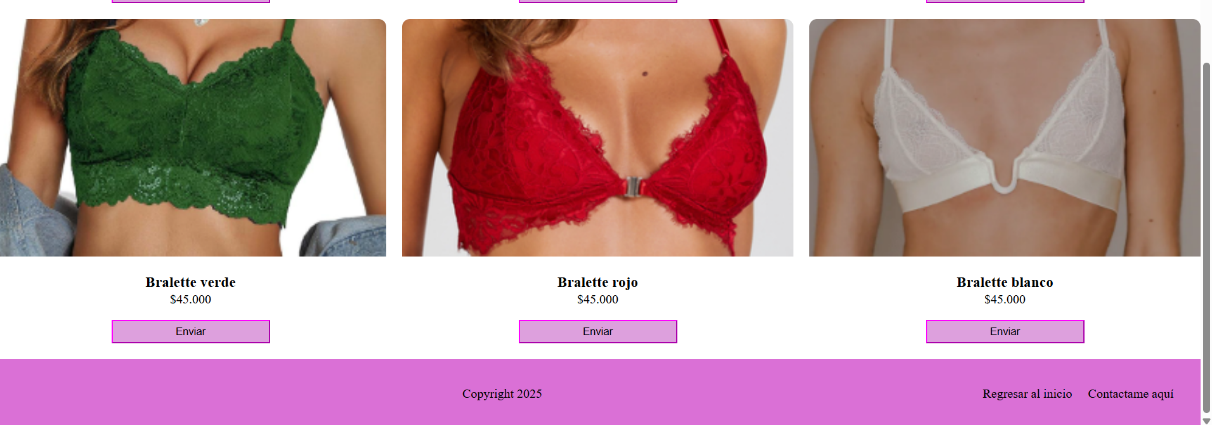 Bralette verde
$45.000
Enviar
Bralette rojo
$45.000
Enviar
Bralette blanco
$45.000
Enviar
Copyright 2025
Regresar al inicio
Contactame aquí